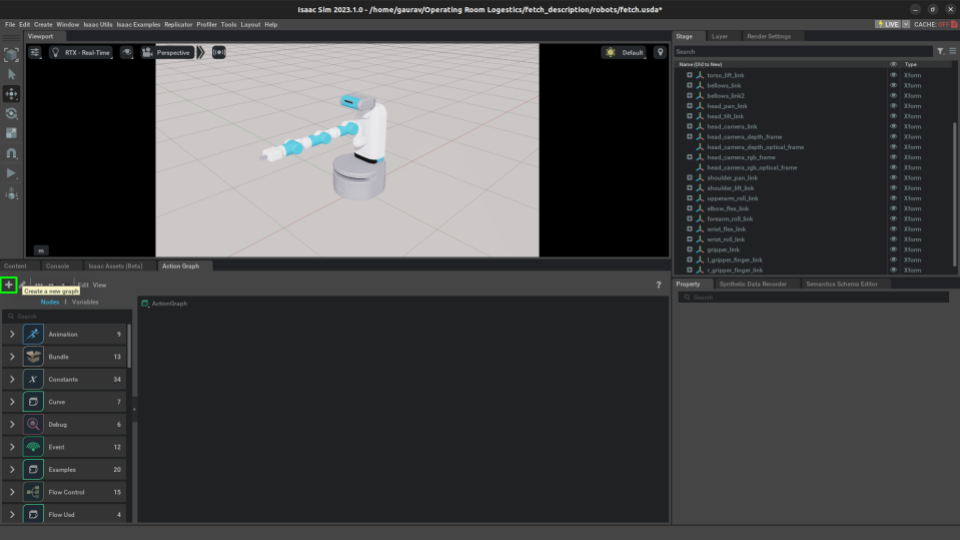 Isaac Sim 2023.1.0 - /home/gaurav/Operating Room Logestics/fetch_description/robots/fetch.usda*
File Edit Create Window Isaac Utils Isaac Examples Replicator Profiler Tools Layout Help
LIVE CACHE: OFF
Viewport
RTX - Real-Time Perspective Default
m
Stage Layer Render Settings
Search
Name (Old to New) Type
torso_lift_link Xform
bellows_link Xform
bellows_link2 Xform
head_pan_link Xform
head_tilt_link Xform
head_camera_link Xform
head_camera_depth_frame Xform
head_camera_depth_optical_frame Xform
head_camera_rgb_frame Xform
head_camera_rgb_optical_frame Xform
shoulder_pan_link Xform
shoulder_lift_link Xform
upperarm_roll_link Xform
elbow_flex_link Xform
forearm_roll_link Xform
wrist_flex_link Xform
wrist_roll_link Xform
gripper_link Xform
l_gripper_finger_link Xform
r_gripper_finger_link Xform
Content Console Isaac Assets (Beta) Action Graph
Edit View ?
Create a new graph
Nodes | Variables
Search
Animation 9
Bundle 13
Constants 34
Curve 7
Debug 6
Event 12
Examples 20
Flow Control 15
Flow Usd 4
ActionGraph
Property Synthetic Data Recorder Semantics Schema Editor
Search